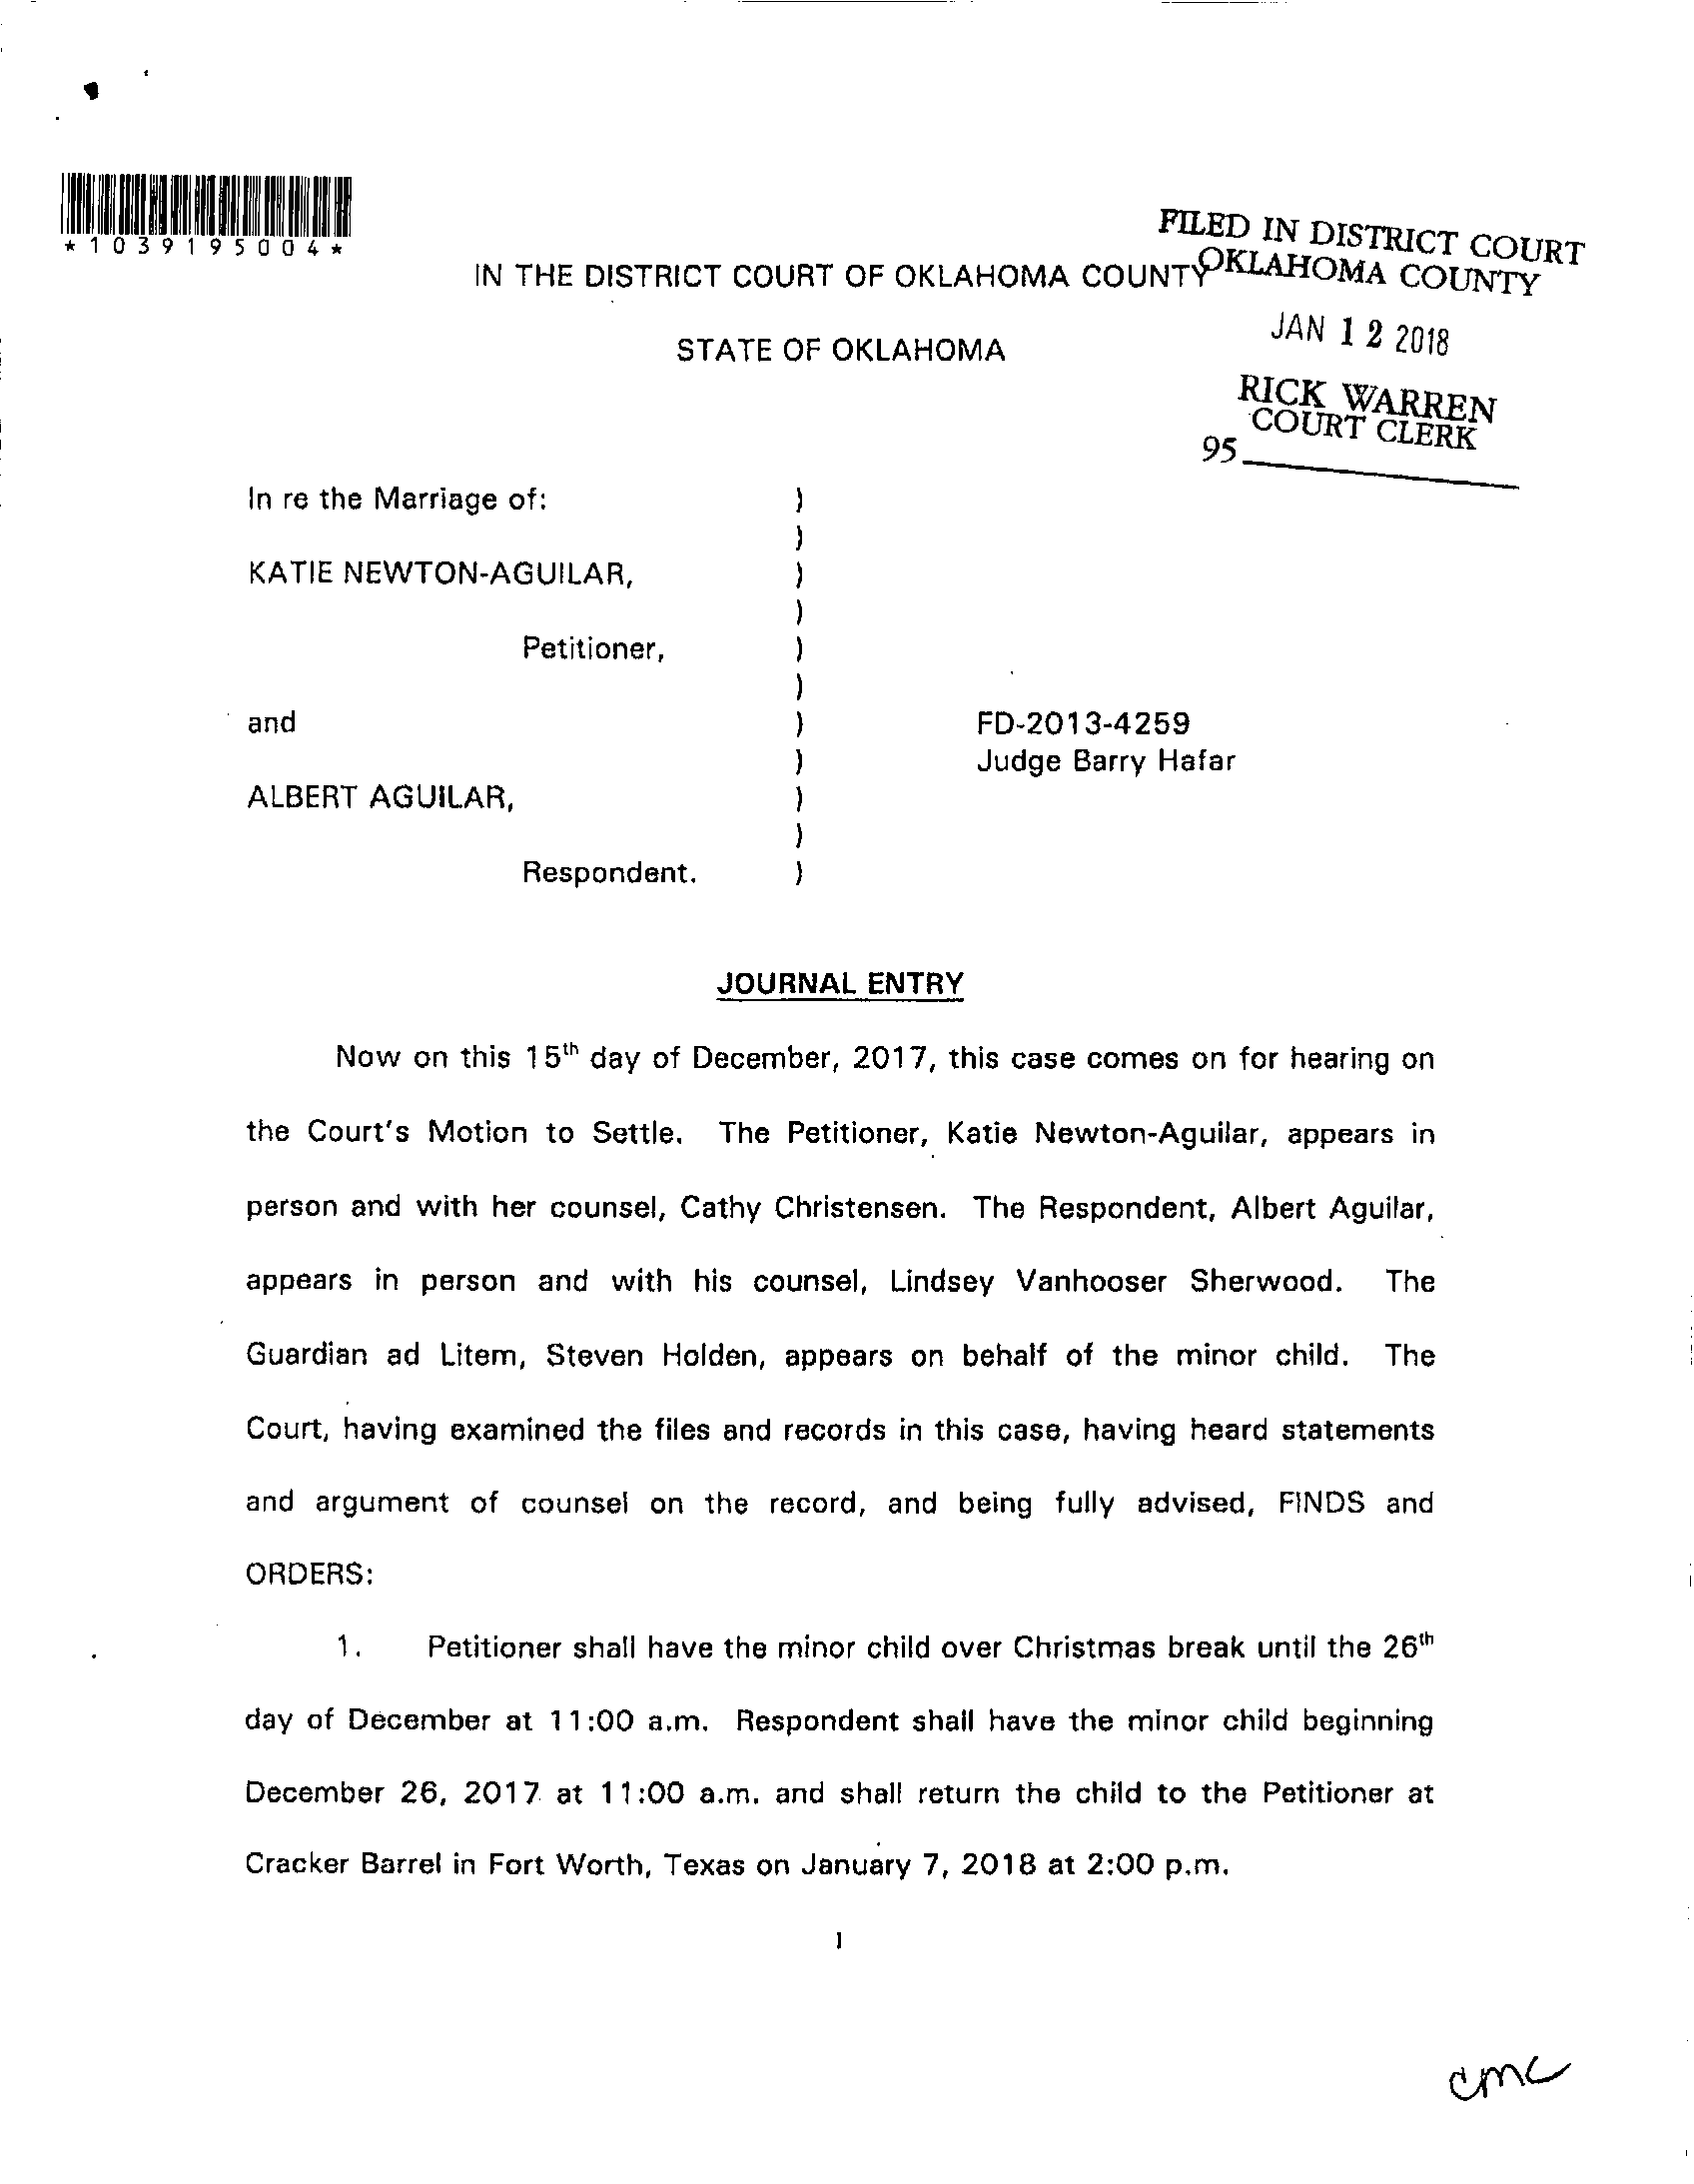 *1039195004*
FILED IN DISTRICT COURT
OKLAHOMA COUNTY
IN THE DISTRICT COURT OF OKLAHOMA COUNTY
JAN 12 2018
STATE OF OKLAHOMA
RICK WARREN
COURT CLERK
95
In re the Marriage of: )
)
KATIE NEWTON-AGUILAR, )
)
Petitioner, )
)
and ) FD-2013-4259
) Judge Barry Hafar
ALBERT AGUILAR, )
)
Respondent. )
JOURNAL ENTRY
Now on this 15th day of December, 2017, this case comes on for hearing on
the Court's Motion to Settle. The Petitioner, Katie Newton-Aguilar, appears in
person and with her counsel, Cathy Christensen. The Respondent, Albert Aguilar,
appears in person and with his counsel, Lindsey Vanhooser Sherwood. The
Guardian ad Litem, Steven Holden, appears on behalf of the minor child. The
Court, having examined the files and records in this case, having heard statements
and argument of counsel on the record, and being fully advised, FINDS and
ORDERS:
1. Petitioner shall have the minor child over Christmas break until the 26th
day of December at 11:00 a.m. Respondent shall have the minor child beginning
December 26, 2017 at 11:00 a.m. and shall return the child to the Petitioner at
Cracker Barrel in Fort Worth, Texas on January 7, 2018 at 2:00 p.m.
1
cmc